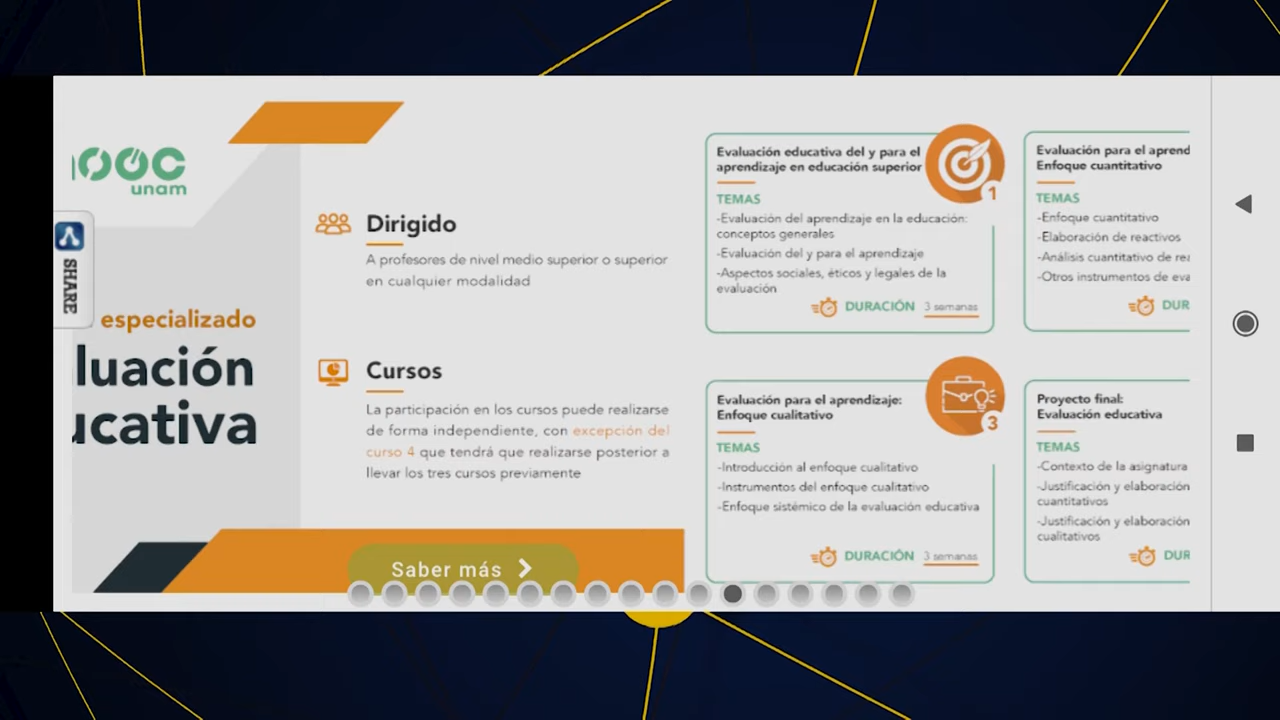 unam
SHARE
especializado
Dirigido
A profesores de nivel medio superior o superior
en cualquier modalidad
Cursos
La participación en los cursos puede realizarse
de forma independiente, con excepción del
curso 4 que tendrá que realizarse posterior a
llevar los tres cursos previamente
Saber más
Evaluación educativa del y para el
aprendizaje en educación superior
1
TEMAS
-Evaluación del aprendizaje en la educación:
conceptos generales
-Evaluación del y para el aprendizaje
-Aspectos sociales, éticos y legales de la
evaluación
DURACIÓN 3 semanas
Evaluación para el aprend
Enfoque cuantitativo
TEMAS
-Enfoque cuantitativo
-Elaboración de reactivos
-Análisis cuantitativo de rea
-Otros instrumentos de eva
DUR
Evaluación para el aprendizaje:
Enfoque cualitativo
3
TEMAS
-Introducción al enfoque cualitativo
-Instrumentos del enfoque cualitativo
-Enfoque sistémico de la evaluación educativa
DURACIÓN 3 semanas
Proyecto final:
Evaluación educativa
TEMAS
-Contexto de la asignatura
-Justificación y elaboración
cuantitativos
-Justificación y elaboración
cualitativos
DUR